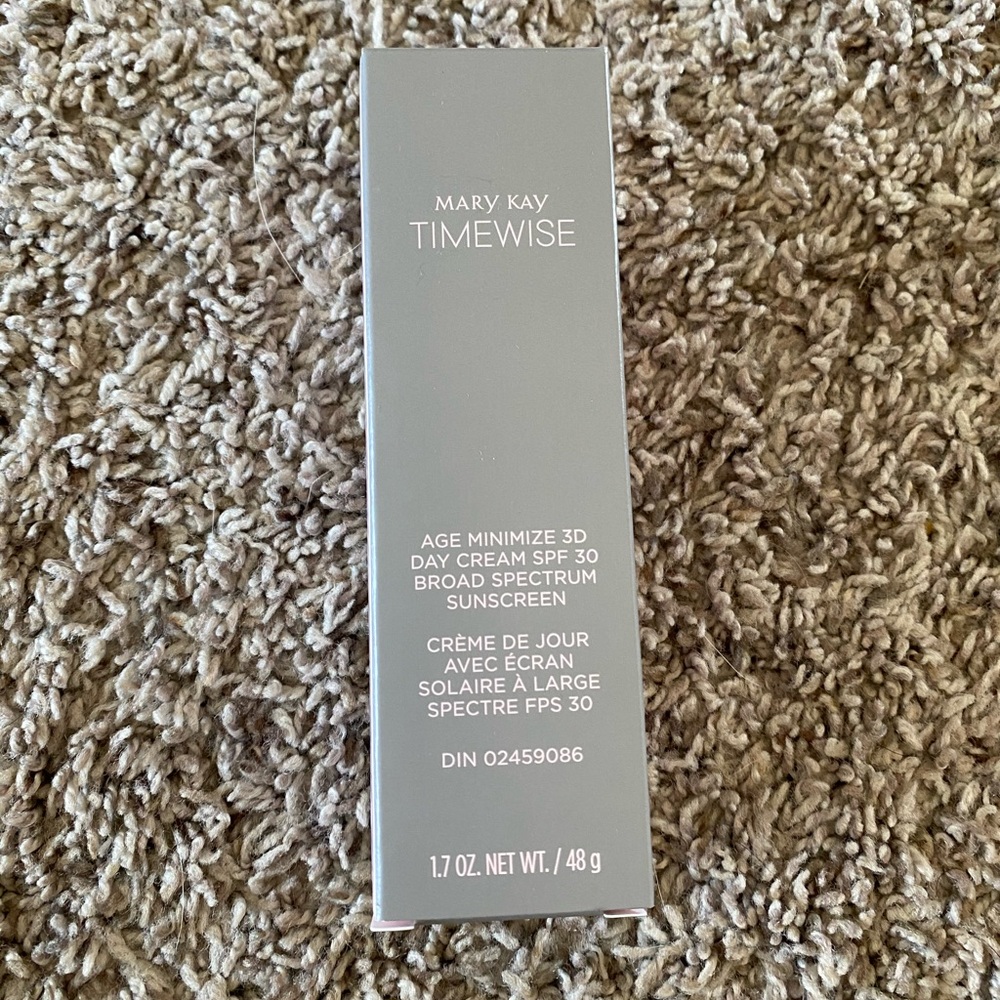 MARY KAY
TIMEWISE
AGE MINIMIZE 3D
DAY CREAM SPF 30
BROAD SPECTRUM
SUNSCREEN
CRÈME DE JOUR
AVEC ÉCRAN
SOLAIRE À LARGE
SPECTRE FPS 30
DIN 02459086
1.7 OZ. NET WT. / 48 g